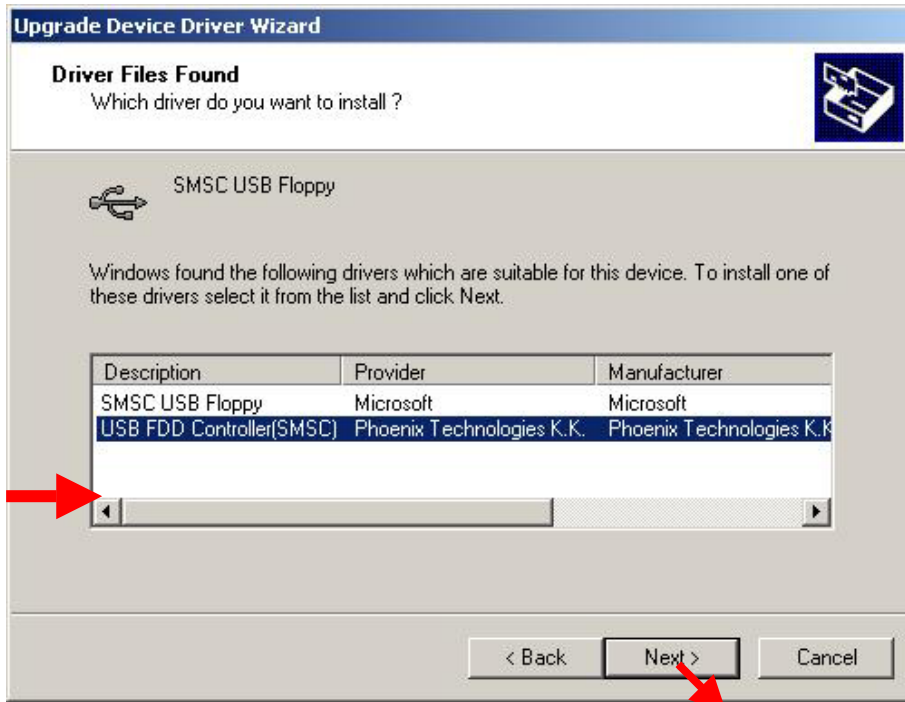 Upgrade Device Driver Wizard
Driver Files Found
Which driver do you want to install ?
SMSC USB Floppy
Windows found the following drivers which are suitable for this device. To install one of
these drivers select it from the list and click Next.
Description Provider Manufacturer
SMSC USB Floppy Microsoft Microsoft
USB FDD Controller(SMSC) Phoenix Technologies K.K. Phoenix Technologies K.K
< Back Next > Cancel